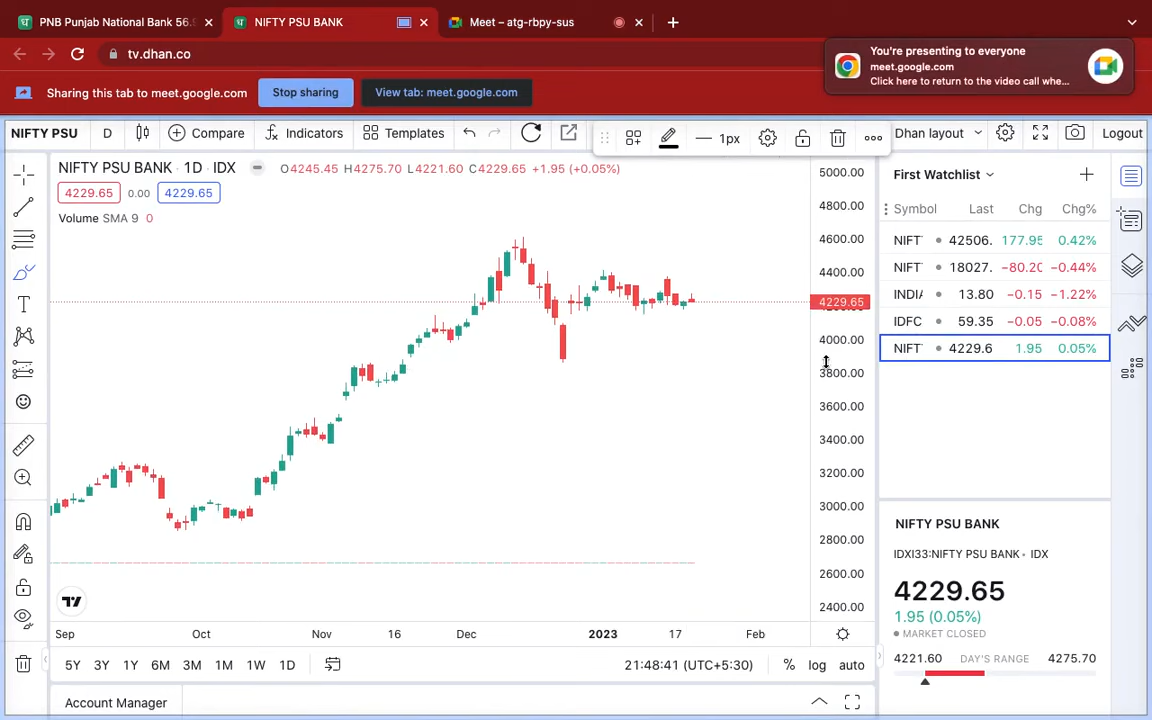 PNB Punjab National Bank 56.9
NIFTY PSU BANK
Meet – atg-rbpy-sus
tv.dhan.co
You're presenting to everyone
meet.google.com
Click here to return to the video call whe...
Sharing this tab to meet.google.com
Stop sharing
View tab: meet.google.com
NIFTY PSU
D
Compare
Indicators
Templates
1px
Dhan layout
Logout
NIFTY PSU BANK · 1D · IDX
O4245.45 H4275.70 L4221.60 C4229.65 +1.95 (+0.05%)
4229.65 0.00 4229.65
Volume SMA 9 0
5000.00
4800.00
4600.00
4400.00
4229.65
4000.00
3800.00
3600.00
3400.00
3200.00
3000.00
2800.00
2600.00
2400.00
Sep Oct Nov 16 Dec 2023 17 Feb
5Y 3Y 1Y 6M 3M 1M 1W 1D
21:48:41 (UTC+5:30)
% log auto
Account Manager
First Watchlist
Symbol Last Chg Chg%
NIFT 42506. 177.95 0.42%
NIFT 18027. −80.20 −0.44%
INDIA 13.80 −0.15 −1.22%
IDFC 59.35 −0.05 −0.08%
NIFT 4229.6 1.95 0.05%
NIFTY PSU BANK
IDXI33:NIFTY PSU BANK • IDX
4229.65
1.95 (0.05%)
MARKET CLOSED
4221.60 DAY'S RANGE 4275.70